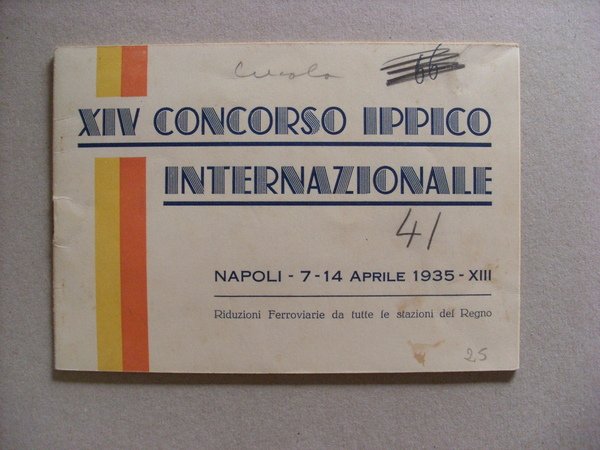 66
XIV CONCORSO IPPICO
INTERNAZIONALE
41
NAPOLI - 7-14 APRILE 1935 - XIII
Riduzioni Ferroviarie da tutte le stazioni del Regno
25